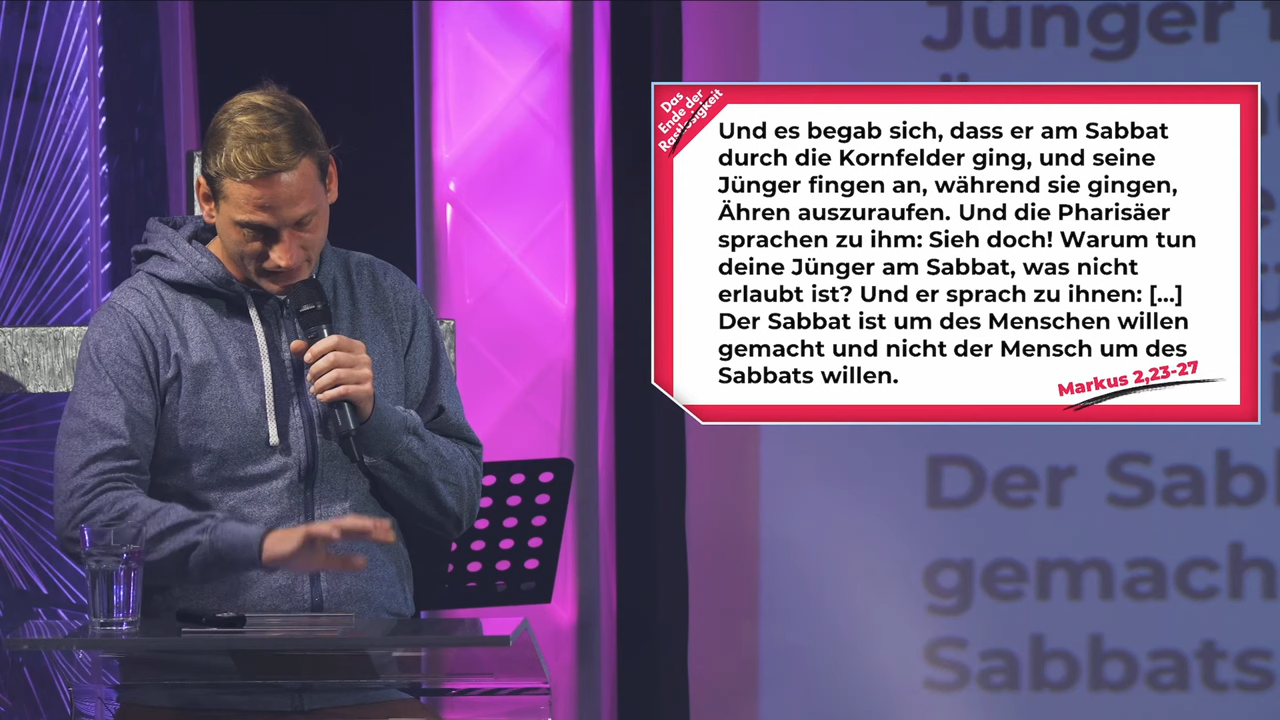 Das
Ende der
Rastlosigkeit
Und es begab sich, dass er am Sabbat
durch die Kornfelder ging, und seine
Jünger fingen an, während sie gingen,
Ähren auszuraufen. Und die Pharisäer
sprachen zu ihm: Sieh doch! Warum tun
deine Jünger am Sabbat, was nicht
erlaubt ist? Und er sprach zu ihnen: [...]
Der Sabbat ist um des Menschen willen
gemacht und nicht der Mensch um des
Sabbats willen.
Markus 2,23-27
Jünger
Der Sab
gemach
Sabbats